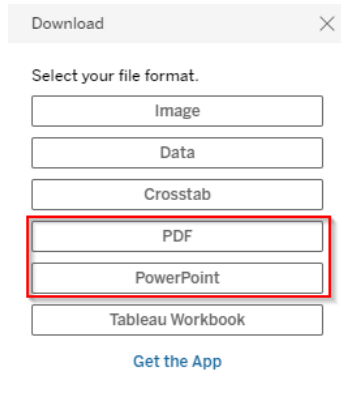 Download
Select your file format.
Image
Data
Crosstab
PDF
PowerPoint
Tableau Workbook
Get the App